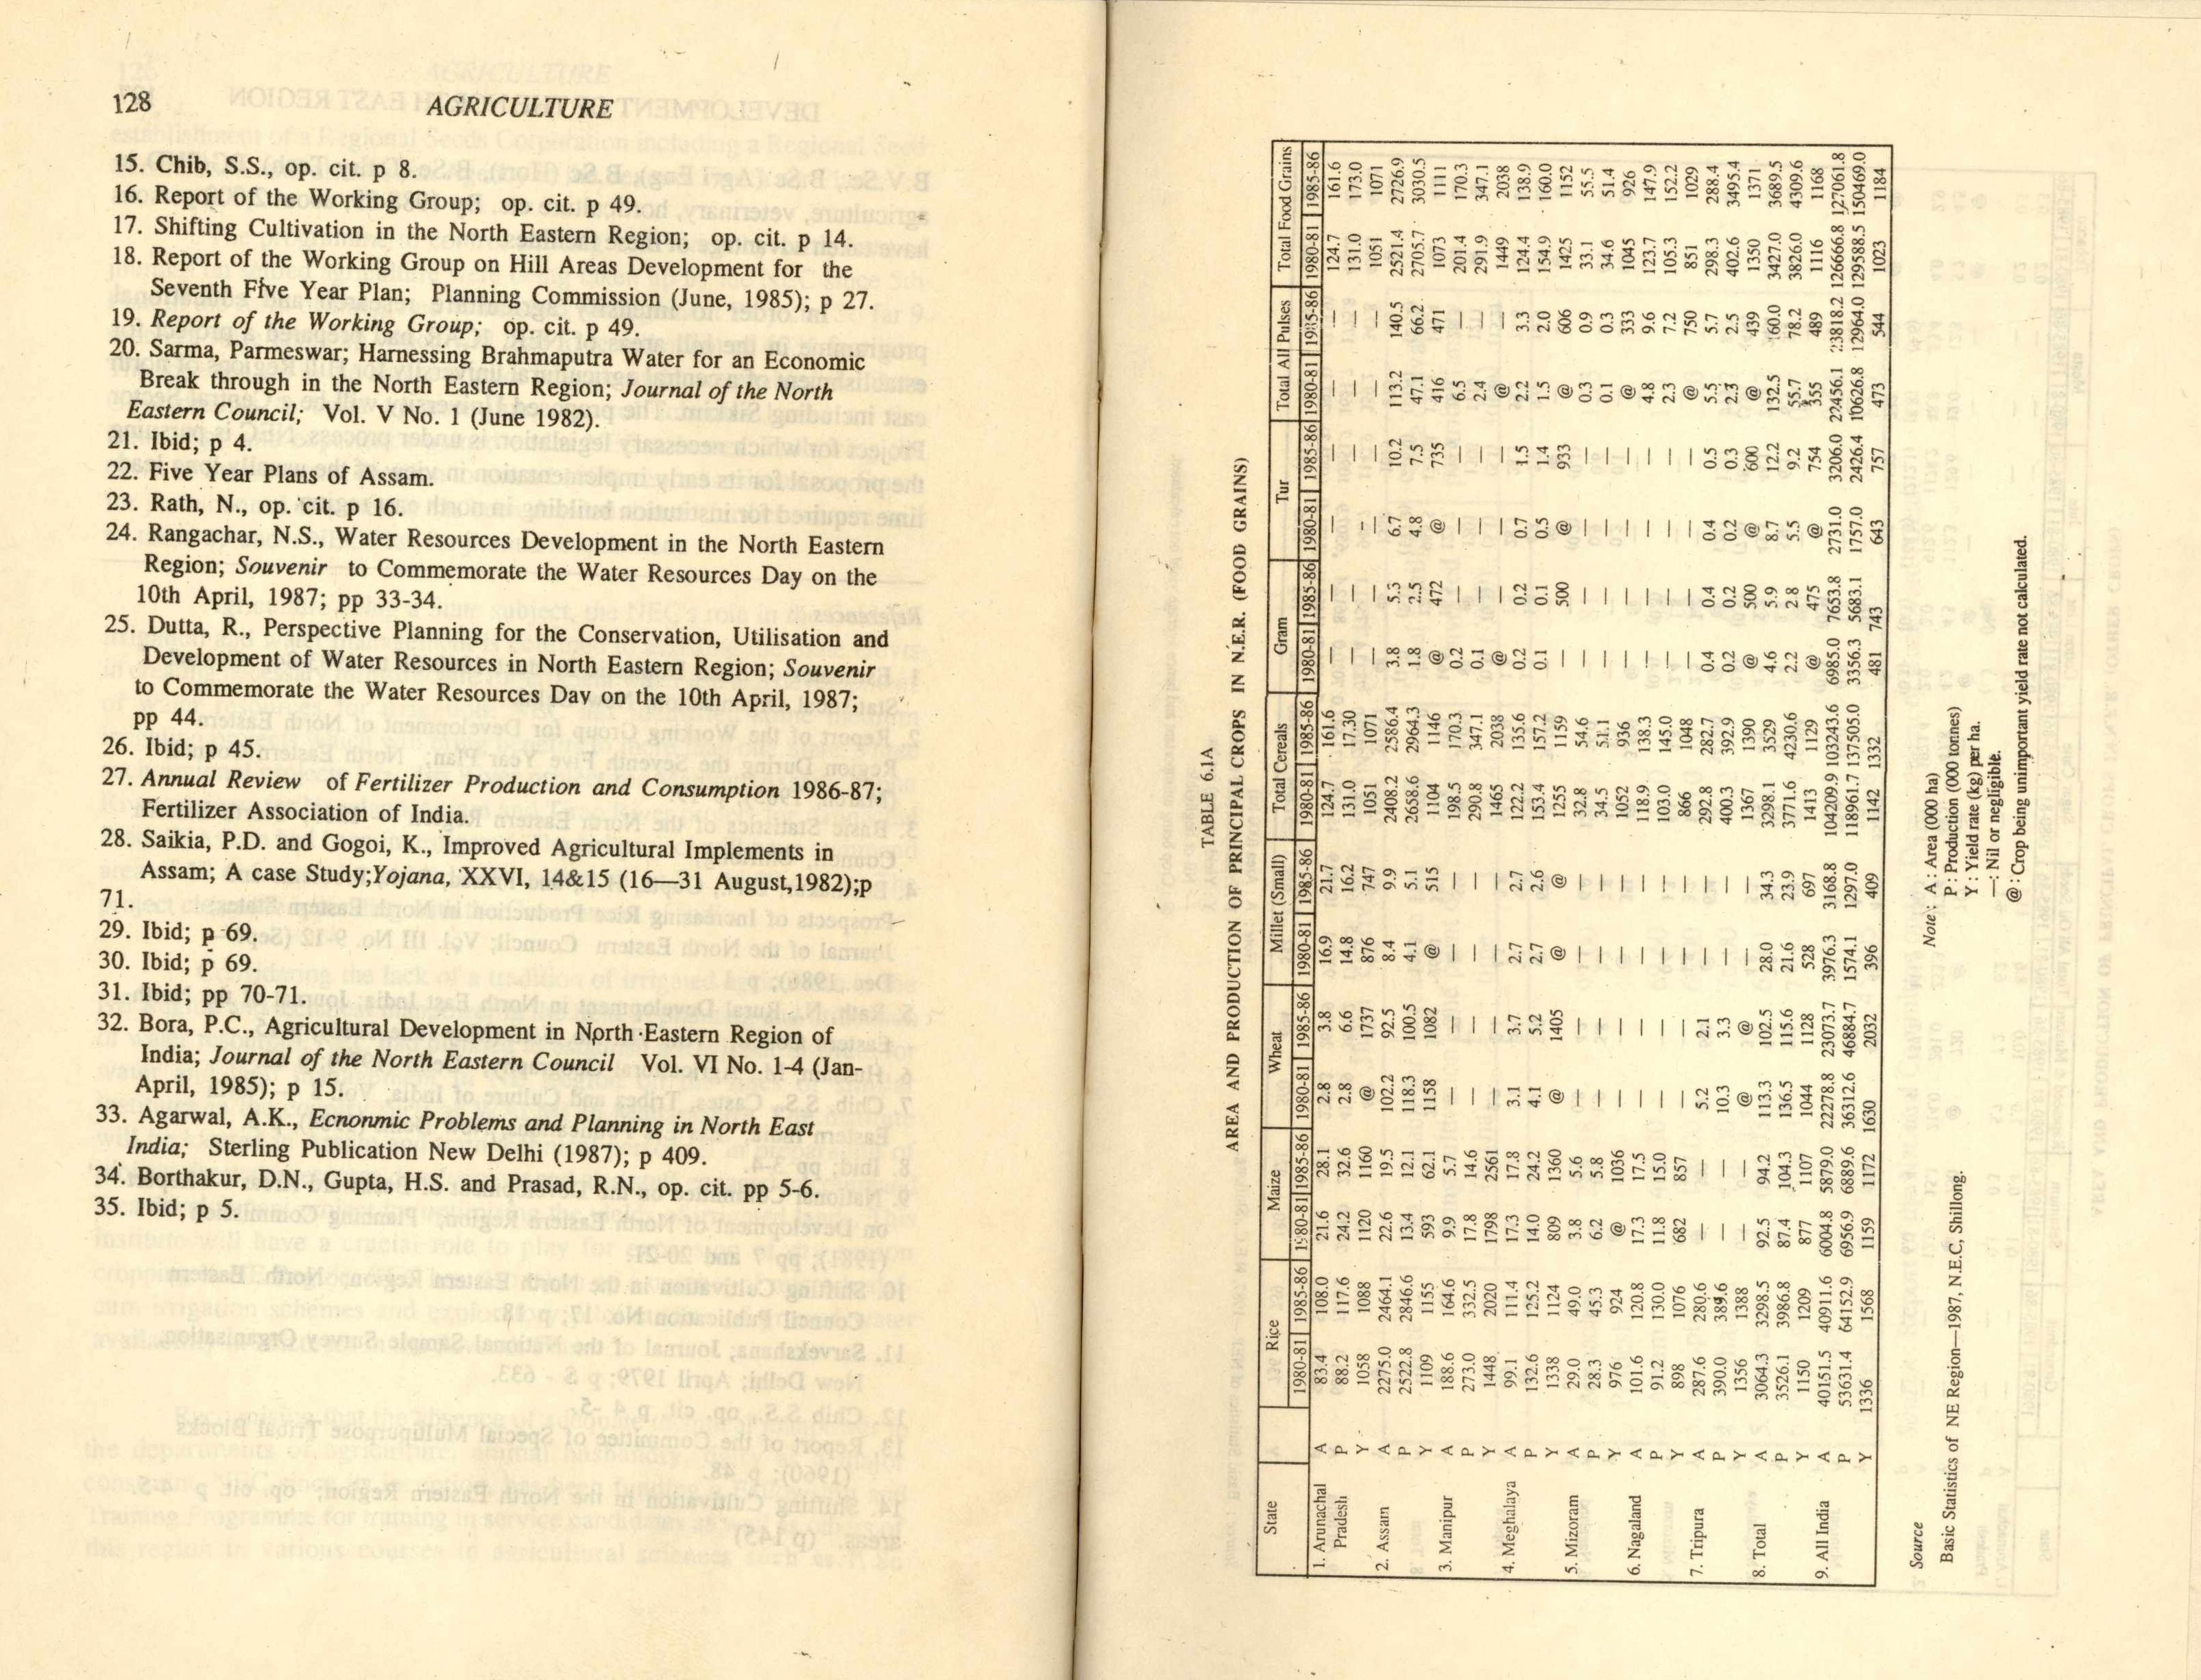 128
AGRICULTURE
15. Chib, S.S., op. cit. p 8.
16. Report of the Working Group; op. cit. p 49.
17. Shifting Cultivation in the North Eastern Region; op. cit. p 14.
18. Report of the Working Group on Hill Areas Development for the
Seventh Five Year Plan; Planning Commission (June, 1985); p 27.
19. Report of the Working Group; op. cit. p 49.
20. Sarma, Parmeswar; Harnessing Brahmaputra Water for an Economic
Break through in the North Eastern Region; Journal of the North
Eastern Council; Vol. V No. 1 (June 1982).
21. Ibid; p 4.
22. Five Year Plans of Assam.
23. Rath, N., op. cit. p 16.
24. Rangachar, N.S., Water Resources Development in the North Eastern
Region; Souvenir to Commemorate the Water Resources Day on the
10th April, 1987; pp 33-34.
25. Dutta, R., Perspective Planning for the Conservation, Utilisation and
Development of Water Resources in North Eastern Region; Souvenir
to Commemorate the Water Resources Day on the 10th April, 1987;
pp 44.
26. Ibid; p 45.
27. Annual Review of Fertilizer Production and Consumption 1986-87;
Fertilizer Association of India.
28. Saikia, P.D. and Gogoi, K., Improved Agricultural Implements in
Assam; A case Study;Yojana, XXVI, 14&15 (16—31 August,1982);p
71.
29. Ibid; p 69.
30. Ibid; p 69.
31. Ibid; pp 70-71.
32. Bora, P.C., Agricultural Development in North Eastern Region of
India; Journal of the North Eastern Council Vol. VI No. 1-4 (Jan-
April, 1985); p 15.
33. Agarwal, A.K., Ecnonmic Problems and Planning in North East
India; Sterling Publication New Delhi (1987); p 409.
34. Borthakur, D.N., Gupta, H.S. and Prasad, R.N., op. cit. pp 5-6.
35. Ibid; p 5.
TABLE 6.1A
AREA AND PRODUCTION OF PRINCIPAL CROPS IN N.E.R. (FOOD GRAINS)
State Rice Maize Wheat Millet (Small) Total Cereals Gram Tur Total All Pulses Total Food Grains
1980-81 1985-86 1980-81 1985-86 1980-81 1985-86 1980-81 1985-86 1980-81 1985-86 1980-81 1985-86 1980-81 1985-86 1980-81 1985-86 1980-81 1985-86
1. Arunachal A 83.4 108.0 21.6 28.1 2.8 3.8 16.9 21.7 124.7 161.6 — — — — — — 124.7 161.6
Pradesh P 88.2 117.6 24.2 32.6 2.8 6.6 14.8 16.2 131.0 17.30 — — — — — — 131.0 173.0
Y 1058 1088 1120 1160 @ 1737 876 747 1051 1071 — — — — — — 1051 1071
2. Assam A 2275.0 2464.1 22.6 19.5 102.2 92.5 8.4 9.9 2408.2 2586.4 3.8 5.3 6.7 10.2 113.2 140.5 2521.4 2726.9
P 2522.8 2846.6 13.4 12.1 118.3 100.5 4.1 5.1 2658.6 2964.3 1.8 2.5 4.8 7.5 47.1 66.2 2705.7 3030.5
Y 1109 1155 593 62.1 1158 1082 @ 515 1104 1146 @ 472 @ 735 416 471 1073 1111
3. Manipur A 188.6 164.6 9.9 5.7 — — — — 198.5 170.3 0.2 — — — 6.5 — 201.4 170.3
P 273.0 332.5 17.8 14.6 — — — — 290.8 347.1 0.1 — — — 2.4 — 291.9 347.1
Y 1448 2020 1798 2561 — — — — 1465 2038 @ — — — @ — 1449 2038
4. Meghalaya A 99.1 111.4 17.3 17.8 3.1 3.7 2.7 2.7 122.2 135.6 0.2 0.2 0.7 1.5 2.2 3.3 124.4 138.9
P 132.6 125.2 14.0 24.2 4.1 5.2 2.7 2.6 153.4 157.2 0.1 0.1 0.5 1.4 1.5 2.0 154.9 160.0
Y 1338 1124 809 1360 @ 1405 @ @ 1255 1159 — 500 @ 933 @ 606 1425 1152
5. Mizoram A 29.0 49.0 3.8 5.6 — — — — 32.8 54.6 — — — — 0.3 0.9 33.1 55.5
P 28.3 45.3 6.2 5.8 — — — — 34.5 51.1 — — — — 0.1 0.3 34.6 51.4
Y 976 924 @ 1036 — — — — 1052 936 — — — — @ 333 1045 926
6. Nagaland A 101.6 120.8 17.3 17.5 — — — — 118.9 138.3 — — — — 4.8 9.6 123.7 147.9
P 91.2 130.0 11.8 15.0 — — — — 103.0 145.0 — — — — 2.3 7.2 105.3 152.2
Y 898 1076 682 857 — — — — 866 1048 — — — — @ 750 851 1029
7. Tripura A 287.6 280.6 — — 5.2 2.1 — — 292.8 282.7 0.4 0.4 0.4 0.5 5.5 5.7 298.3 288.4
P 390.0 389.6 — — 10.3 3.3 — — 400.3 392.9 0.2 0.2 0.2 0.3 2.3 2.5 402.6 3495.4
Y 1356 1388 — — @ @ — — 1367 1390 @ 500 @ 600 @ 439 1350 1371
8. Total A 3064.3 3298.5 92.5 94.2 113.3 102.5 28.0 34.3 3298.1 3529 4.6 5.9 8.7 12.2 132.5 160.0 3427.0 3689.5
P 3526.1 3986.8 87.4 104.3 136.5 115.6 21.6 23.9 3771.6 4230.6 2.2 2.8 5.5 9.2 55.7 78.2 3826.0 4309.6
Y 1150 1209 877 1107 1044 1128 528 697 1413 1129 @ 475 @ 754 355 489 1116 1168
9. All India A 40151.5 40911.6 6004.8 5879.0 22278.8 23073.7 3976.3 3168.8 104209.9 103243.6 6985.0 7653.8 2731.0 3206.0 22456.1 23818.2 126666.8 127061.8
P 53631.4 64152.9 6956.9 6889.6 36312.6 46884.7 1574.1 1297.0 118961.7 137505.0 3356.3 5683.1 1757.0 2426.4 10626.8 12964.0 129588.5 150469.0
Y 1336 1568 1159 1172 1630 2032 396 409 1142 1332 481 743 643 757 473 544 1023 1184
Source
Basic Statistics of NE Region—1987, N.E.C, Shillong.
Note: A : Area (000 ha)
P : Production (000 tonnes)
Y : Yield rate (kg) per ha.
—: Nil or negligible.
@ : Crop being unimportant yield rate not calculated.